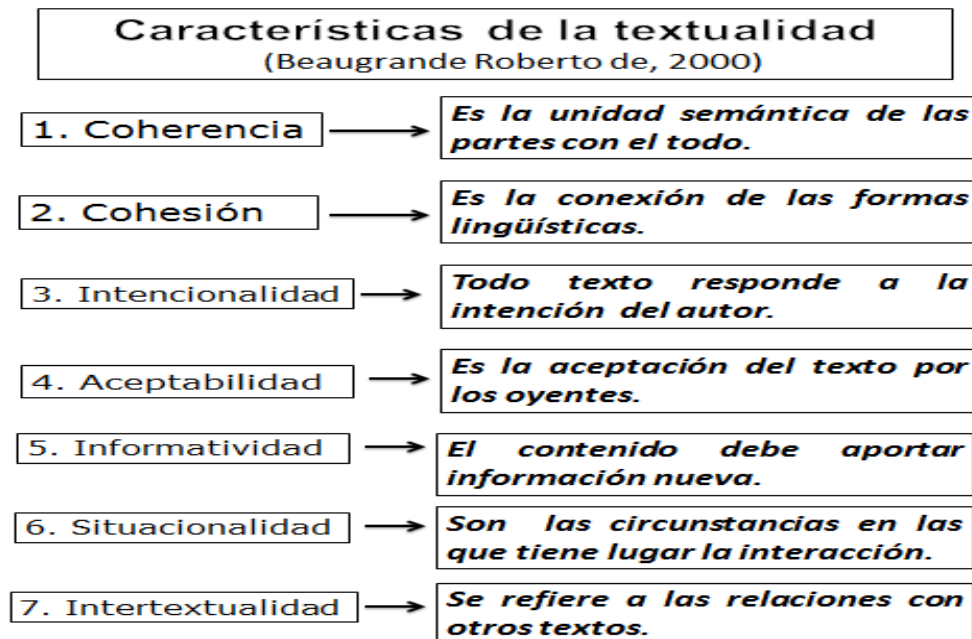 Características de la textualidad
(Beaugrande Roberto de, 2000)
1. Coherencia
Es la unidad semántica de las
partes con el todo.
2. Cohesión
Es la conexión de las formas
lingüísticas.
3. Intencionalidad
Todo texto responde a la
intención del autor.
4. Aceptabilidad
Es la aceptación del texto por
los oyentes.
5. Informatividad
El contenido debe aportar
información nueva.
6. Situacionalidad
Son las circunstancias en las
que tiene lugar la interacción.
7. Intertextualidad
Se refiere a las relaciones con
otros textos.